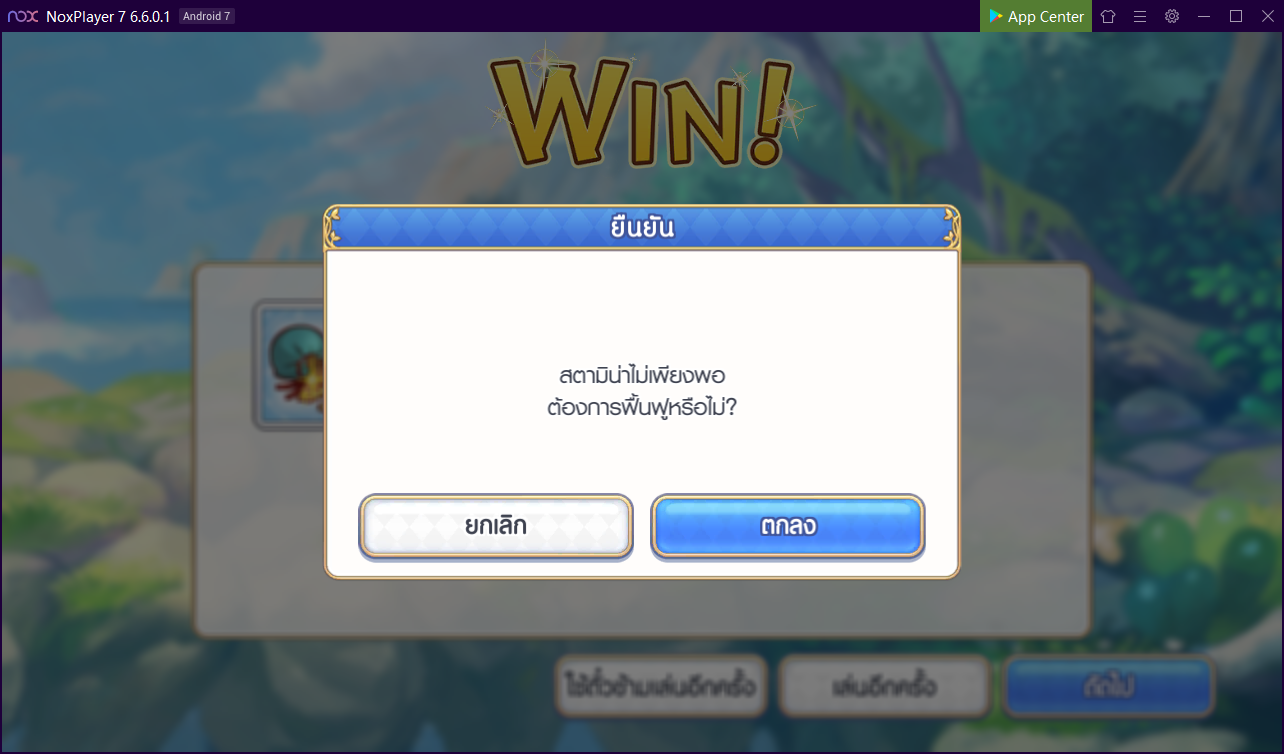 nox NoxPlayer 7 6.6.0.1 Android 7 App Center
WIN!
ยืนยัน
สตามิน่าไม่เพียงพอ
ต้องการฟื้นฟูหรือไม่?
ยกเลิก ตกลง
ใช้ตั๋วข้ามเล่นอีกครั้ง เล่นอีกครั้ง ถัดไป